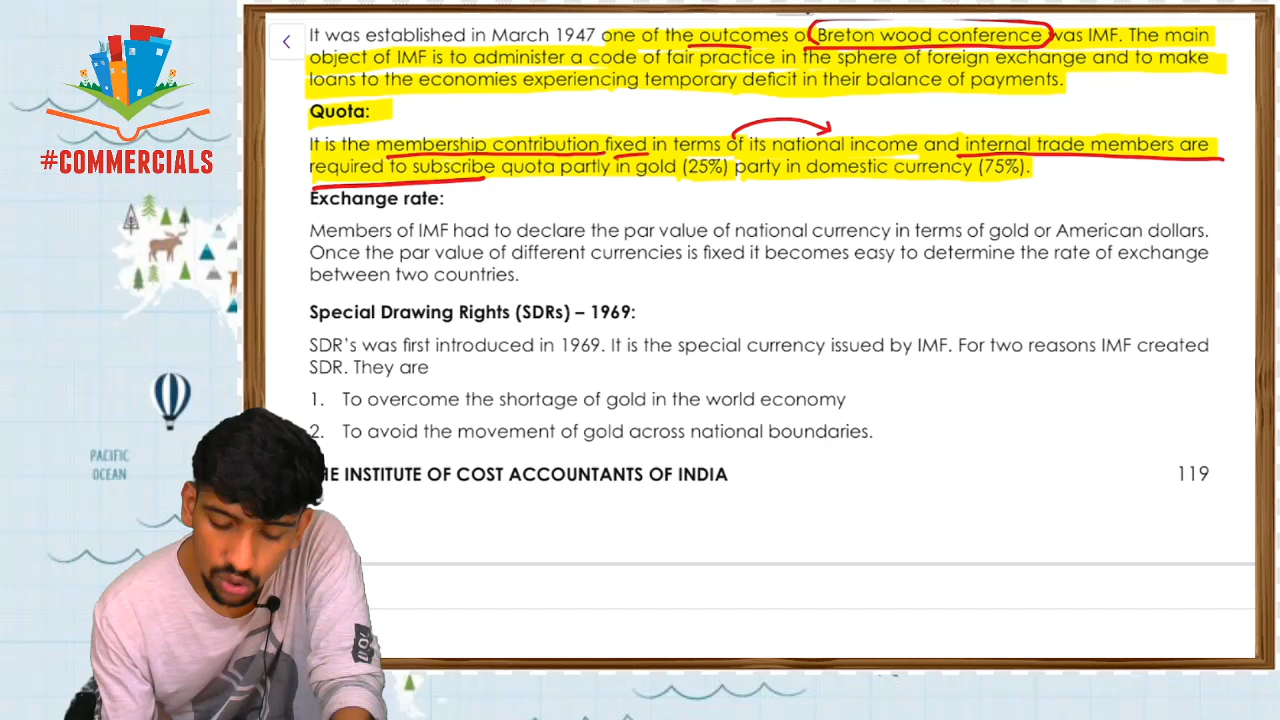 #COMMERCIALS
It was established in March 1947 one of the outcomes o Breton wood conference was IMF. The main
object of IMF is to administer a code of fair practice in the sphere of foreign exchange and to make
loans to the economies experiencing temporary deficit in their balance of payments.
Quota:
It is the membership contribution fixed in terms of its national income and internal trade members are
required to subscribe quota partly in gold (25%) party in domestic currency (75%).
Exchange rate:
Members of IMF had to declare the par value of national currency in terms of gold or American dollars.
Once the par value of different currencies is fixed it becomes easy to determine the rate of exchange
between two countries.
Special Drawing Rights (SDRs) – 1969:
SDR's was first introduced in 1969. It is the special currency issued by IMF. For two reasons IMF created
SDR. They are
1. To overcome the shortage of gold in the world economy
2. To avoid the movement of gold across national boundaries.
HE INSTITUTE OF COST ACCOUNTANTS OF INDIA 119
PACIFIC
OCEAN